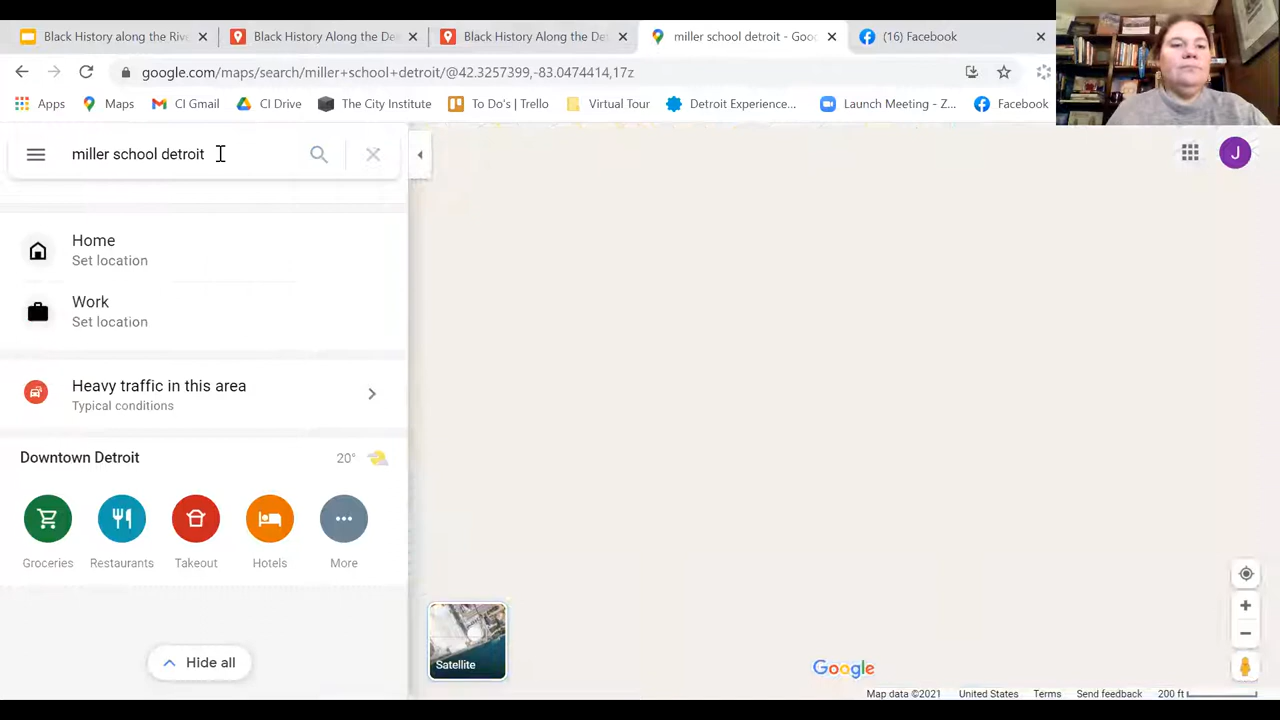 Black History along the Rive
Black History Along the De
Black History Along the De
miller school detroit - Goo
(16) Facebook
google.com/maps/search/miller+school+detroit/@42.3257399,-83.0474414,17z
Apps
Maps
CI Gmail
CI Drive
The City Institute
To Do's | Trello
Virtual Tour
Detroit Experience...
Launch Meeting - Z...
Facebook
miller school detroit
J
Home
Set location
Work
Set location
Heavy traffic in this area
Typical conditions
Downtown Detroit
20°
Groceries
Restaurants
Takeout
Hotels
More
Hide all
Satellite
Google
Map data ©2021
United States
Terms
Send feedback
200 ft